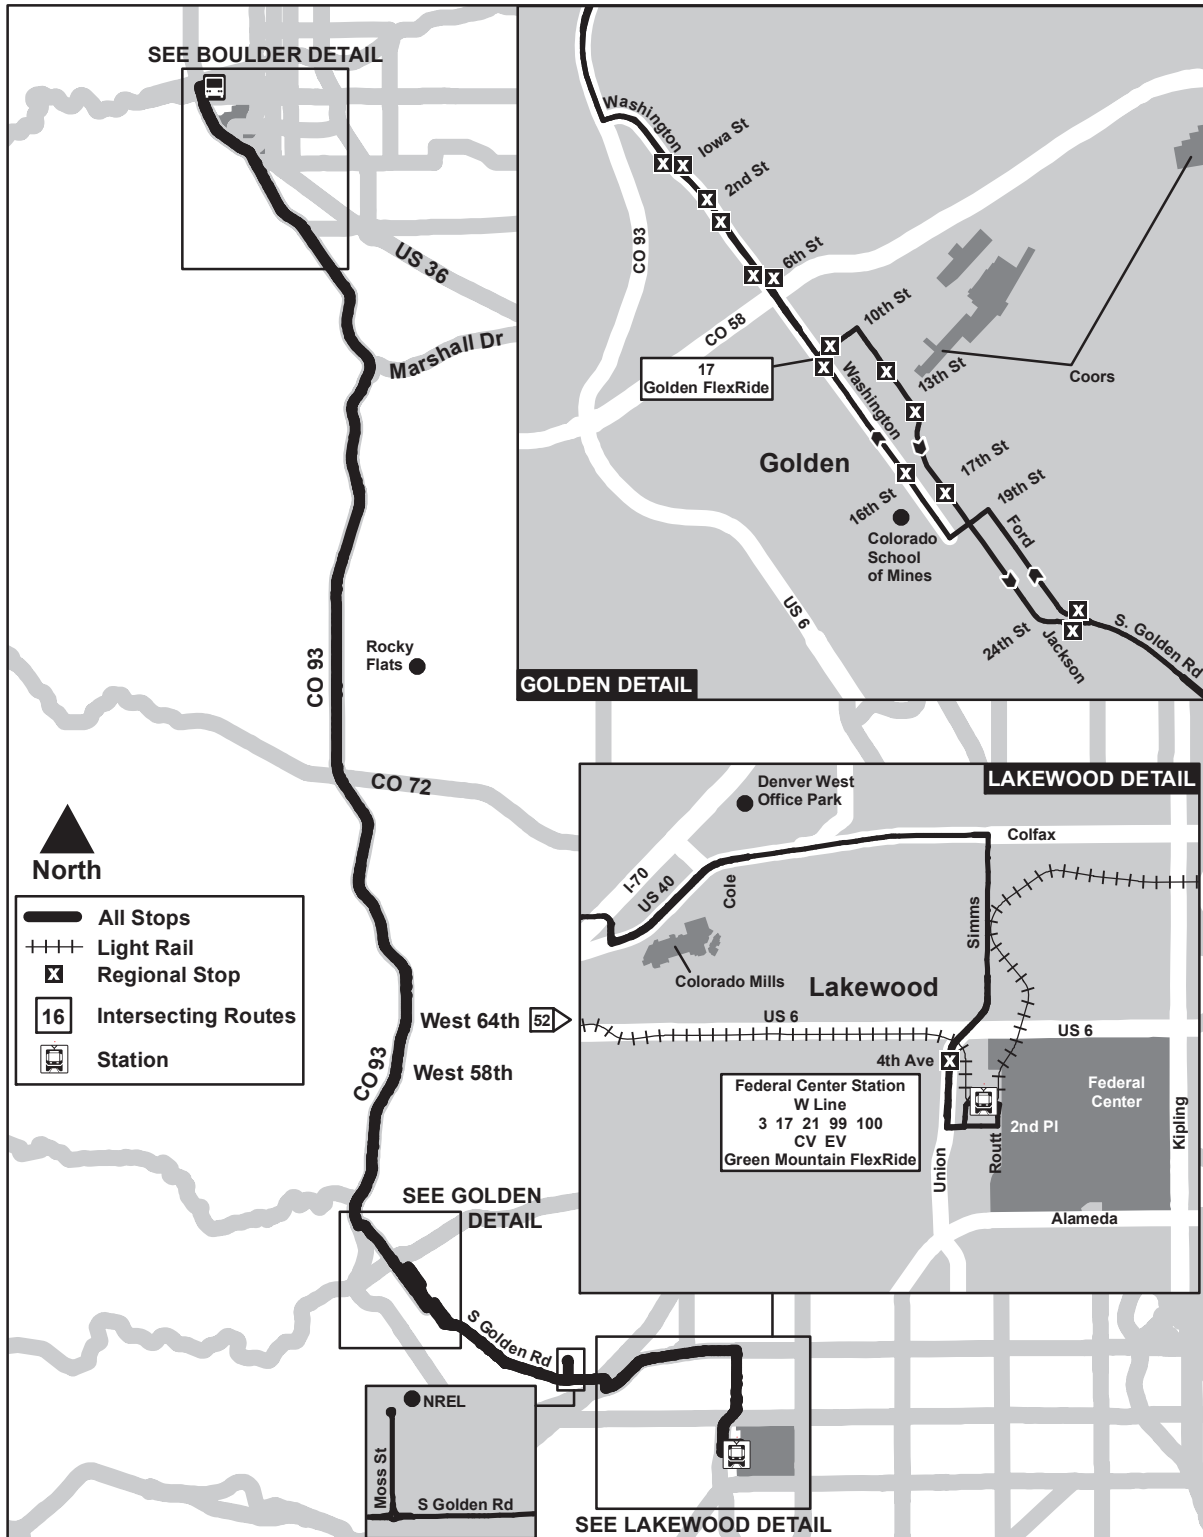 SEE BOULDER DETAIL
US 36
Marshall Dr
CO 93
Rocky
Flats
CO 72
North
All Stops
Light Rail
X
Regional Stop
16
Intersecting Routes
Station
West 64th
52
West 58th
CO 93
SEE GOLDEN
DETAIL
S Golden Rd
NREL
Moss St
S Golden Rd
SEE LAKEWOOD DETAIL
Washington
Iowa St
X X
2nd St
X
X
CO 93
6th St
X X
CO 58
10th St
X
X
17
Golden FlexRide
X
13th St
X
Coors
Washington
Golden
17th St
X
X
16th St
19th St
Ford
Colorado
School
of Mines
US 6
X
X
24th St
Jackson
S. Golden Rd
GOLDEN DETAIL
LAKEWOOD DETAIL
Denver West
Office Park
Colfax
I-70
US 40
Cole
Simms
Colorado Mills
Lakewood
US 6
US 6
4th Ave
X
Federal Center Station
W Line
3 17 21 99 100
CV EV
Green Mountain FlexRide
Federal
Center
2nd Pl
Routt
Union
Kipling
Alameda